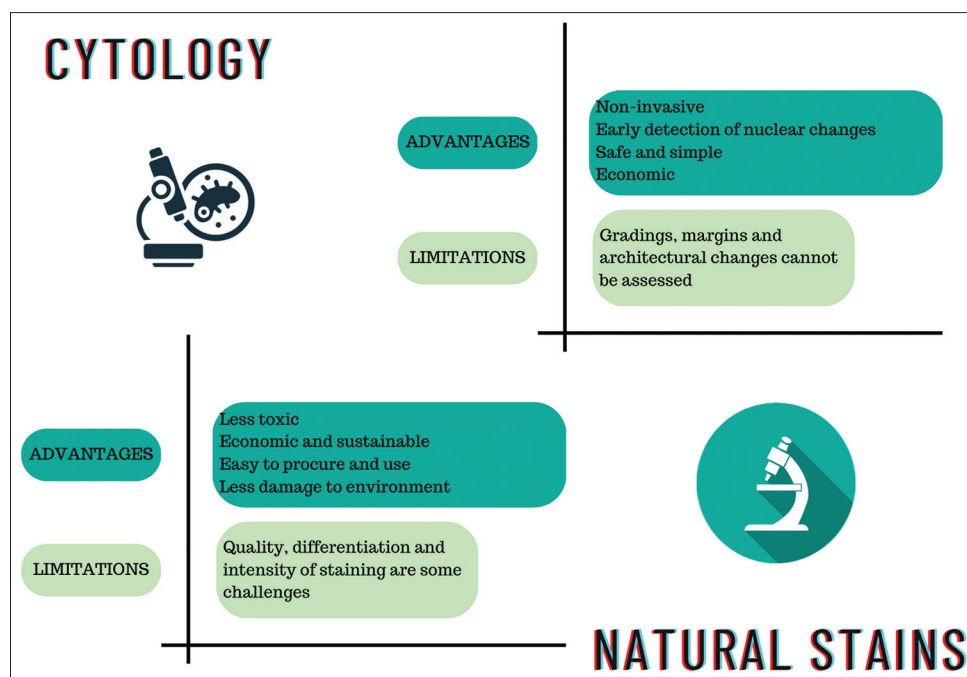 CYTOLOGY
ADVANTAGES
Non-invasive
Early detection of nuclear changes
Safe and simple
Economic
LIMITATIONS
Gradings, margins and
architectural changes cannot
be assessed
ADVANTAGES
Less toxic
Economic and sustainable
Easy to procure and use
Less damage to environment
LIMITATIONS
Quality, differentiation and
intensity of staining are some
challenges
NATURAL STAINS